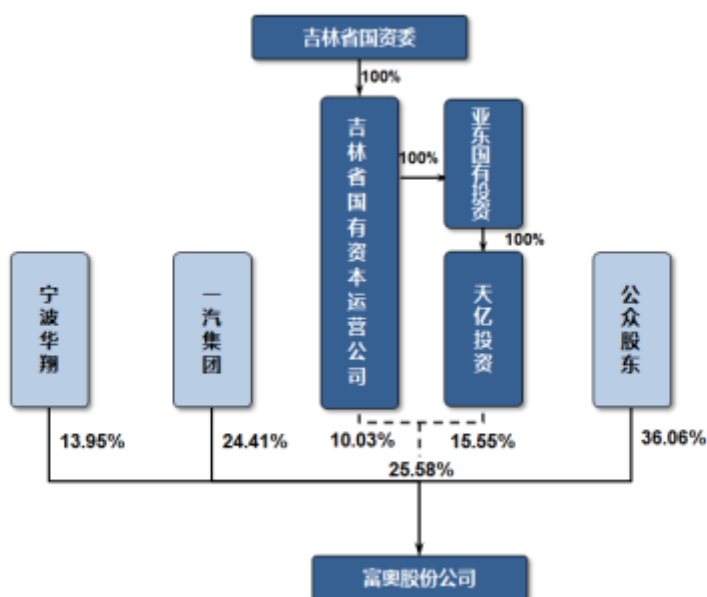 吉林省国资委
100%
吉林省国有资本运营公司
100%
亚东国有投资
100%
宁波华翔
一汽集团
天亿投资
公众股东
13.95%
24.41%
10.03%
15.55%
36.06%
25.58%
富奥股份公司